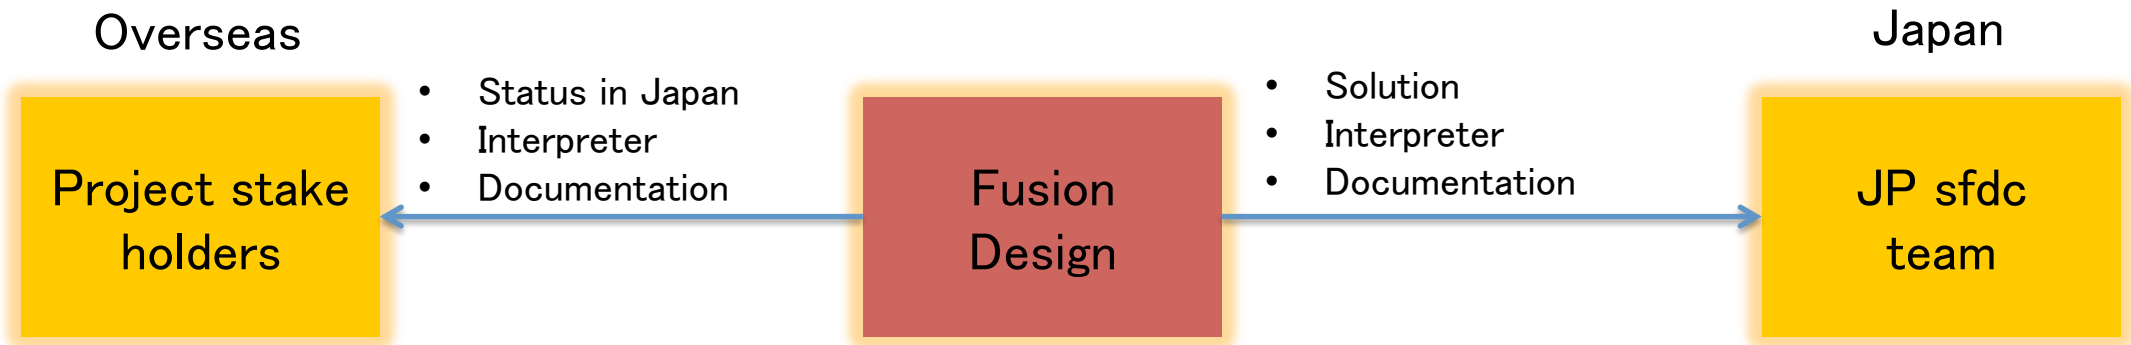 Overseas
Japan
• Status in Japan
• Interpreter
• Documentation
• Solution
• Interpreter
• Documentation
Project stake
holders
Fusion
Design
JP sfdc
team